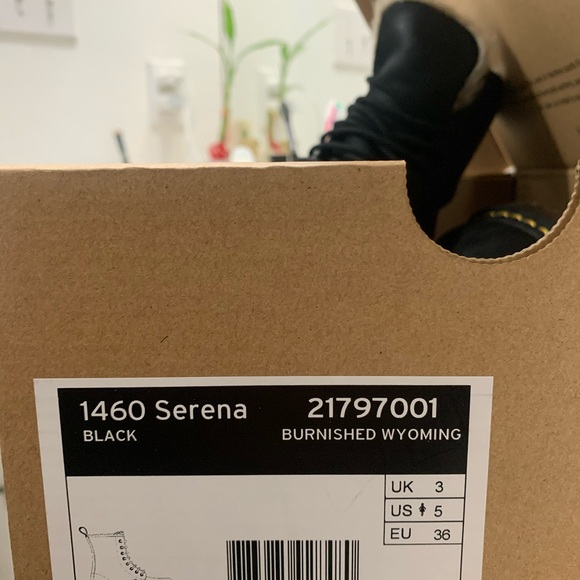 1460 Serena 21797001
BLACK BURNISHED WYOMING
UK 3
US 5
EU 36